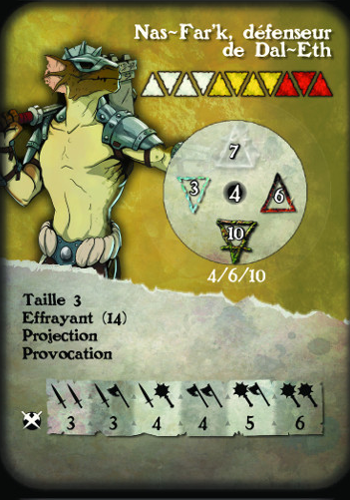 Nas~Far'k, défenseur
de Dal~Eth
7
3 4 6
10
4/6/10
Taille 3
Effrayant (14)
Projection
Provocation
3 3 4 4 5 6